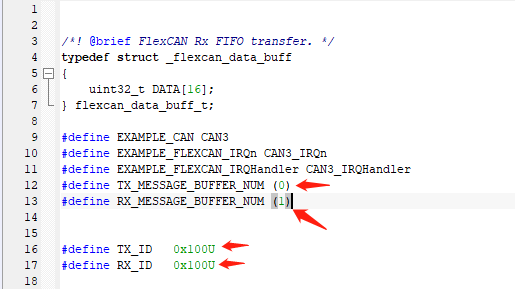 1
2
3 /*! @brief FlexCAN Rx FIFO transfer. */
4 typedef struct _flexcan_data_buff
5 {
6 uint32_t DATA[16];
7 } flexcan_data_buff_t;
8
9 #define EXAMPLE_CAN CAN3
10 #define EXAMPLE_FLEXCAN_IRQn CAN3_IRQn
11 #define EXAMPLE_FLEXCAN_IRQHandler CAN3_IRQHandler
12 #define TX_MESSAGE_BUFFER_NUM (0)
13 #define RX_MESSAGE_BUFFER_NUM (1)
14
15
16 #define TX_ID 0x100U
17 #define RX_ID 0x100U
18